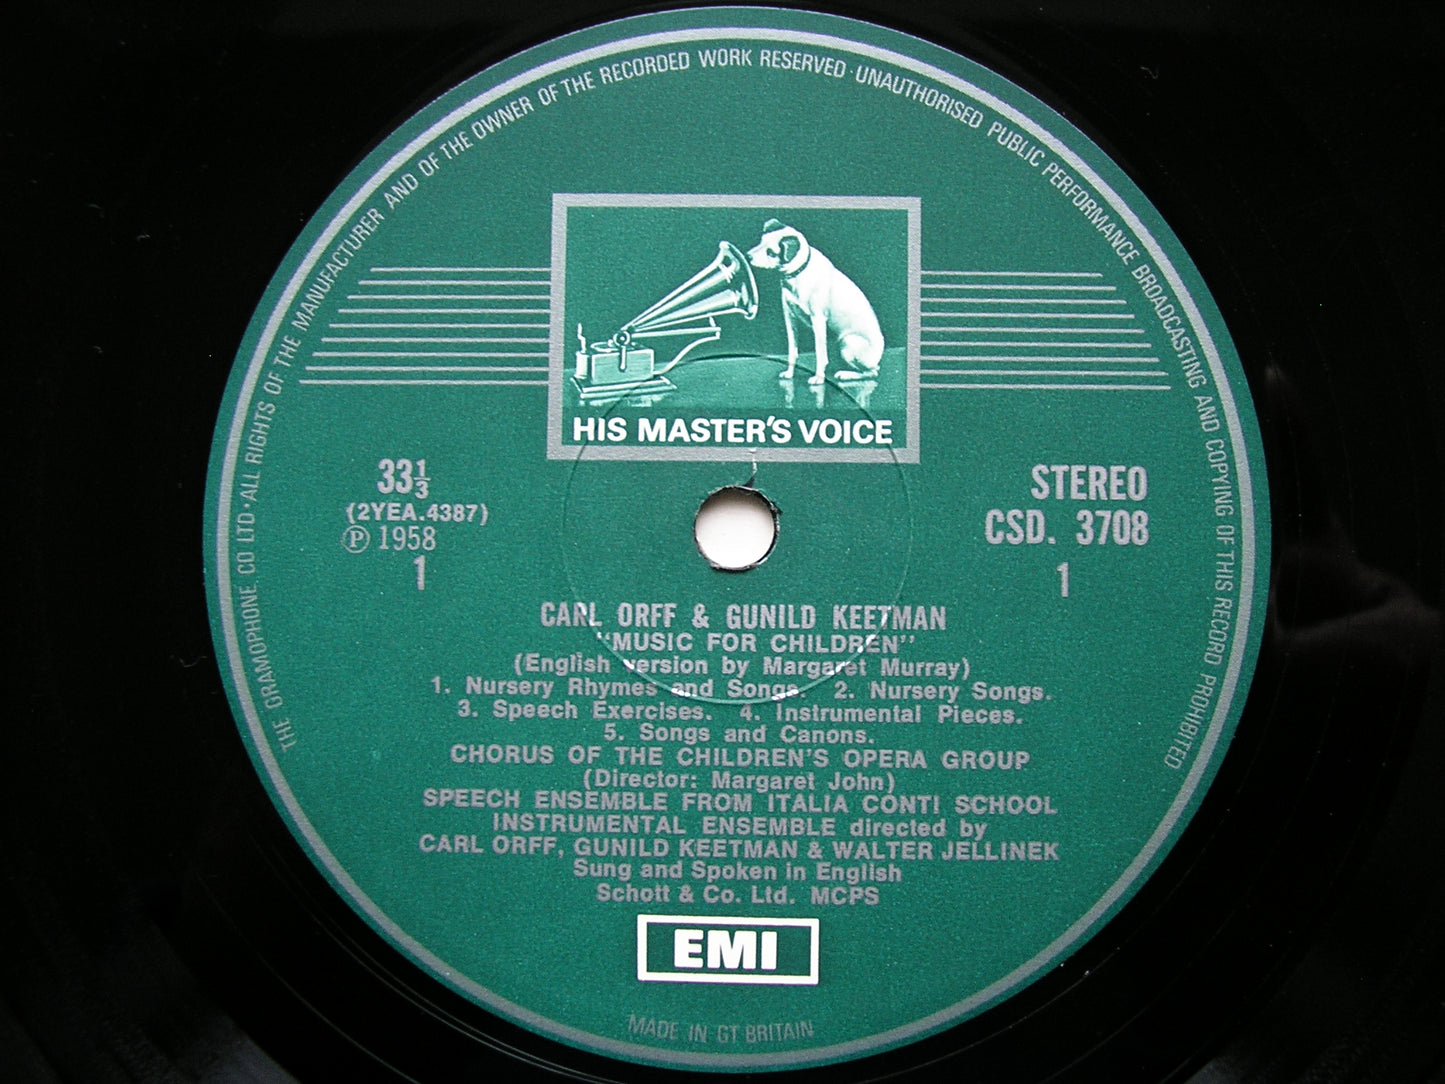 THE GRAMOPHONE CO LTD · ALL RIGHTS OF THE MANUFACTURER AND OF THE OWNER OF THE RECORDED WORK RESERVED · UNAUTHORISED PUBLIC PERFORMANCE BROADCASTING AND COPYING OF THIS RECORD PROHIBITED
HIS MASTER'S VOICE
33⅓
(2YEA.4387)
℗ 1958
1
STEREO
CSD. 3708
1
CARL ORFF & GUNILD KEETMAN
"MUSIC FOR CHILDREN"
(English version by Margaret Murray)
1. Nursery Rhymes and Songs. 2. Nursery Songs.
3. Speech Exercises. 4. Instrumental Pieces.
5. Songs and Canons.
CHORUS OF THE CHILDREN'S OPERA GROUP
(Director: Margaret John)
SPEECH ENSEMBLE FROM ITALIA CONTI SCHOOL
INSTRUMENTAL ENSEMBLE directed by
CARL ORFF, GUNILD KEETMAN & WALTER JELLINEK
Sung and Spoken in English
Schott & Co. Ltd. MCPS
EMI
MADE IN GT BRITAIN